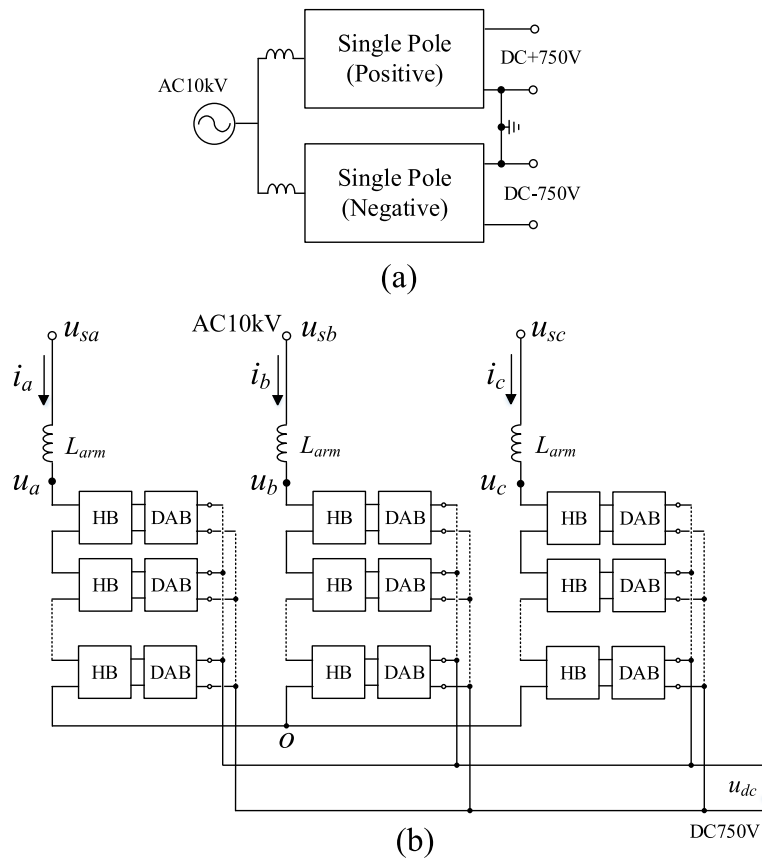 Single Pole
(Positive)
DC+750V
AC10kV
Single Pole
(Negative)
DC-750V
(a)
u_sa
AC10kV
u_sb
u_sc
i_a
i_b
i_c
L_arm
L_arm
L_arm
u_a
u_b
u_c
HB DAB HB DAB HB DAB
HB DAB HB DAB HB DAB
HB DAB HB DAB HB DAB
o
u_dc
DC750V
(b)